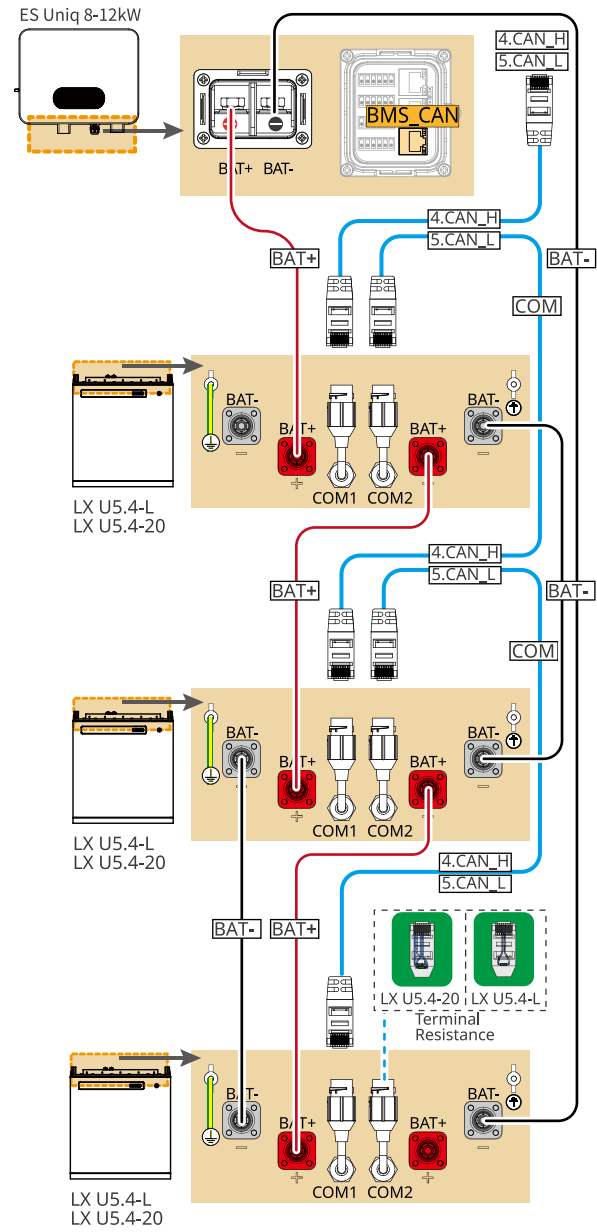 ES Uniq 8-12kW
4.CAN_H
5.CAN_L
BMS_CAN
BAT+ BAT-
4.CAN_H
5.CAN_L
BAT+
BAT-
COM
BAT-
BAT+
BAT+
BAT-
COM1 COM2
LX U5.4-L
LX U5.4-20
4.CAN_H
5.CAN_L
BAT+
BAT-
COM
BAT-
BAT+
BAT+
BAT-
COM1 COM2
LX U5.4-L
LX U5.4-20
4.CAN_H
5.CAN_L
BAT-
BAT+
LX U5.4-20
LX U5.4-L
Terminal
Resistance
BAT-
BAT+
BAT+
BAT-
COM1 COM2
LX U5.4-L
LX U5.4-20